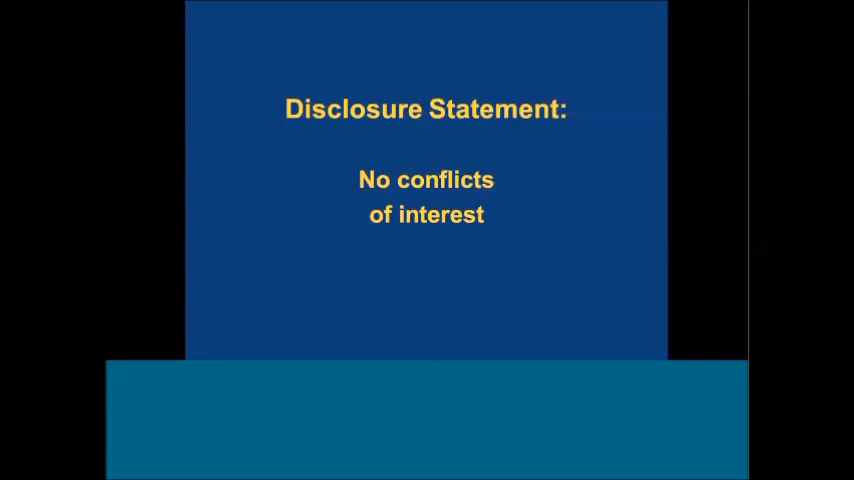 Disclosure Statement:
No conflicts
of interest